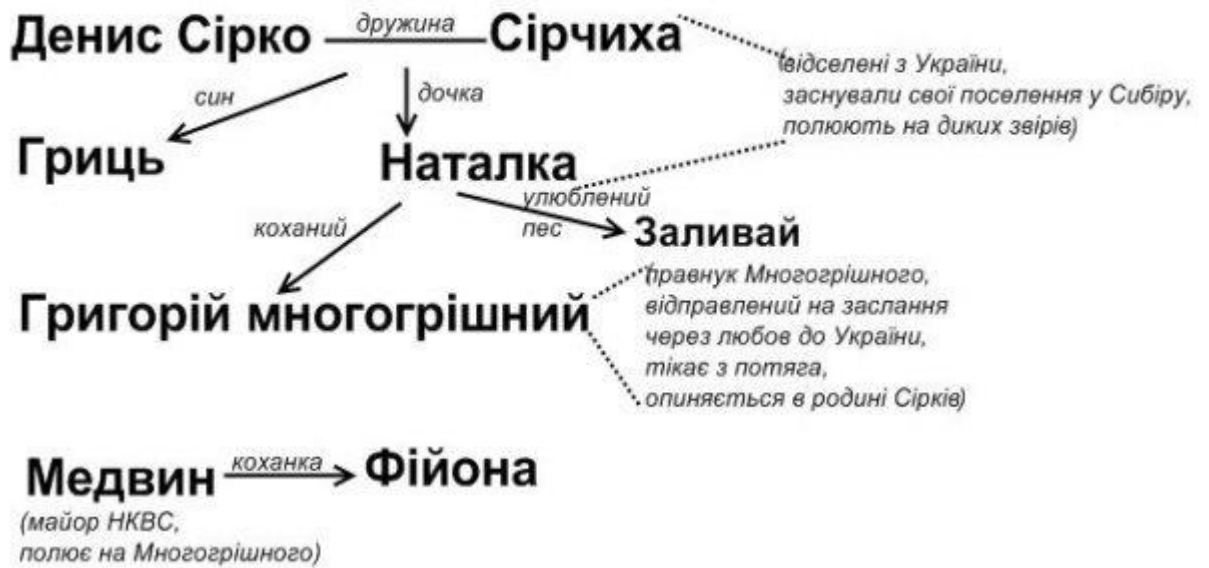 Денис Сірко дружина Сірчиха
(відселені з України,
заснували свої поселення у Сибіру,
полюють на диких звірів)
син дочка
Гриць Наталка
коханий
улюблений
пес
Заливай
Григорій многогрішний
(правнук Многогрішного,
відправлений на заслання
через любов до України,
тікає з потяга,
опиняється в родині Сірків)
Медвин коханка Фійона
(майор НКВС,
полює на Многогрішного)